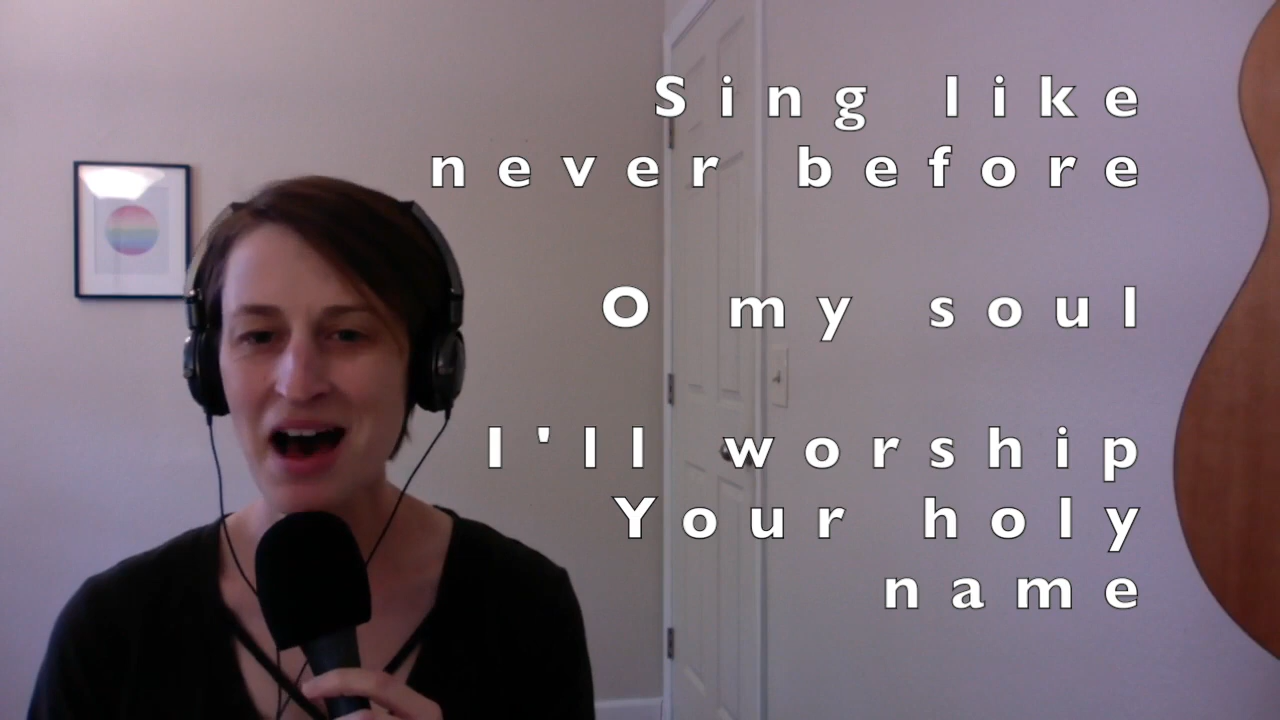 Sing like
never before
O my soul
I'll worship
Your holy
name